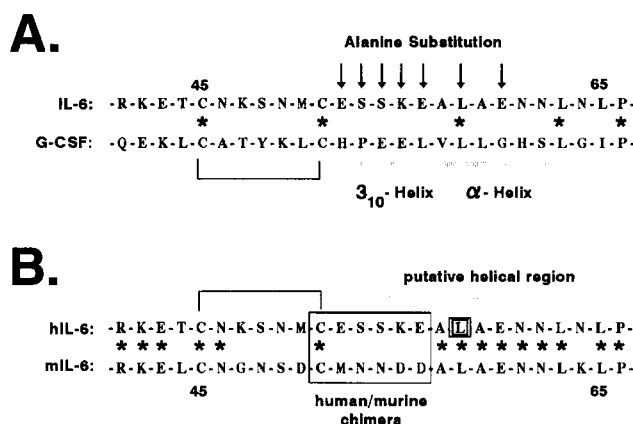 A.
Alanine Substitution
45 65
IL-6: -R-K-E-T-C-N-K-S-N-M-C-E-S-S-K-E-A-L-A-E-N-N-L-N-L-P-
* * * * *
G-CSF: -Q-E-K-L-C-A-T-Y-K-L-C-H-P-E-E-L-V-L-L-G-H-S-L-G-I-P-
3₁₀- Helix α- Helix
B.
putative helical region
hIL-6: -R-K-E-T-C-N-K-S-N-M-C-E-S-S-K-E-A-L-A-E-N-N-L-N-L-P-
* * * * * * * * * * * * * * *
mIL-6: -R-K-E-L-C-N-G-N-S-D-C-M-N-N-D-D-A-L-A-E-N-N-L-K-L-P-
45 65
human/murine
chimera